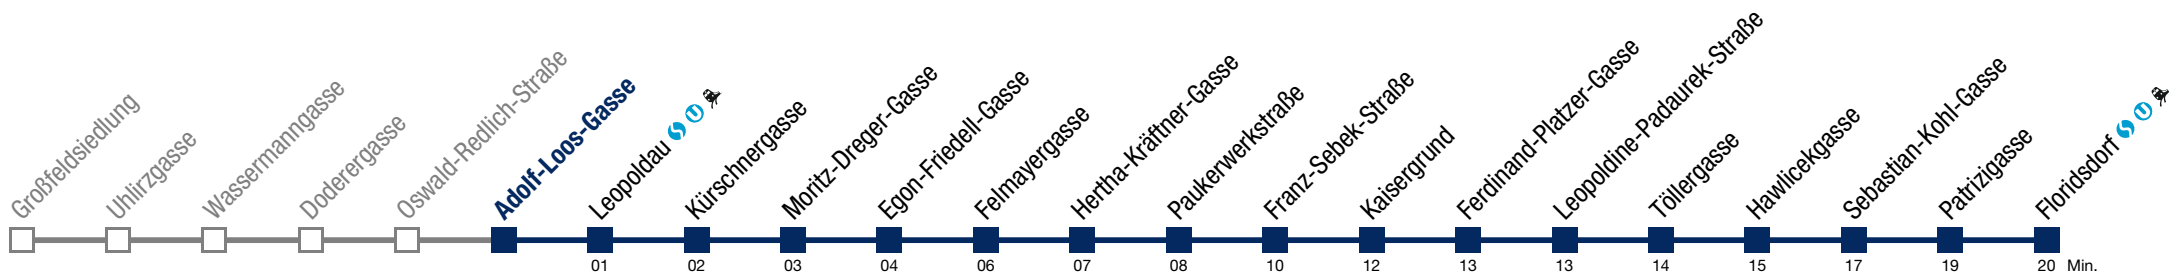 Großfeldsiedlung
Uhlirzgasse
Wassermanngasse
Doderergasse
Oswald-Redlich-Straße
Adolf-Loos-Gasse
Leopoldau
Kürschnergasse
Moritz-Dreger-Gasse
Egon-Friedell-Gasse
Felmayergasse
Hertha-Kräftner-Gasse
Paukerwerkstraße
Franz-Sebek-Straße
Kaisergrund
Ferdinand-Platzer-Gasse
Leopoldine-Padaurek-Straße
Töllergasse
Hawlicekgasse
Sebastian-Kohl-Gasse
Patrizigasse
Floridsdorf
01 02 03 04 06 07 08 10 12 13 13 14 15 17 19 20 Min.